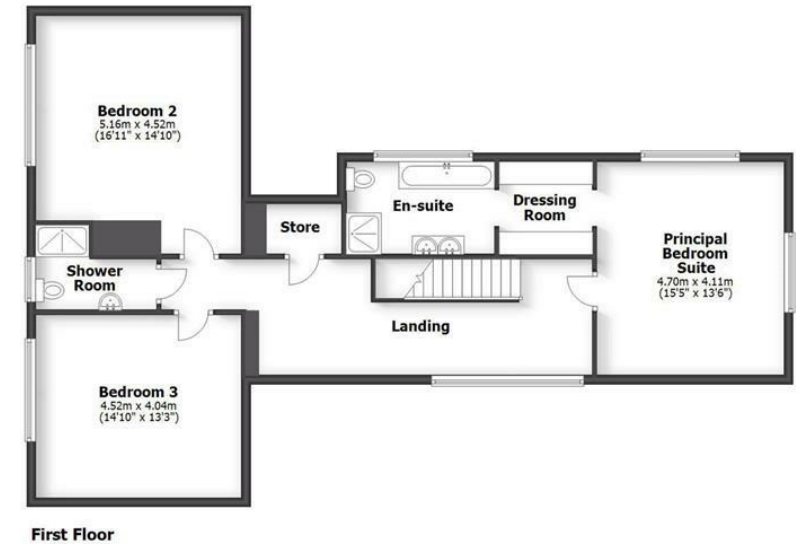 Bedroom 2
5.16m x 4.52m
(16'11" x 14'10")
Store
En-suite
Dressing
Room
Principal
Bedroom
Suite
4.70m x 4.11m
(15'5" x 13'6")
Shower
Room
Landing
Bedroom 3
4.52m x 4.04m
(14'10" x 13'3")
First Floor